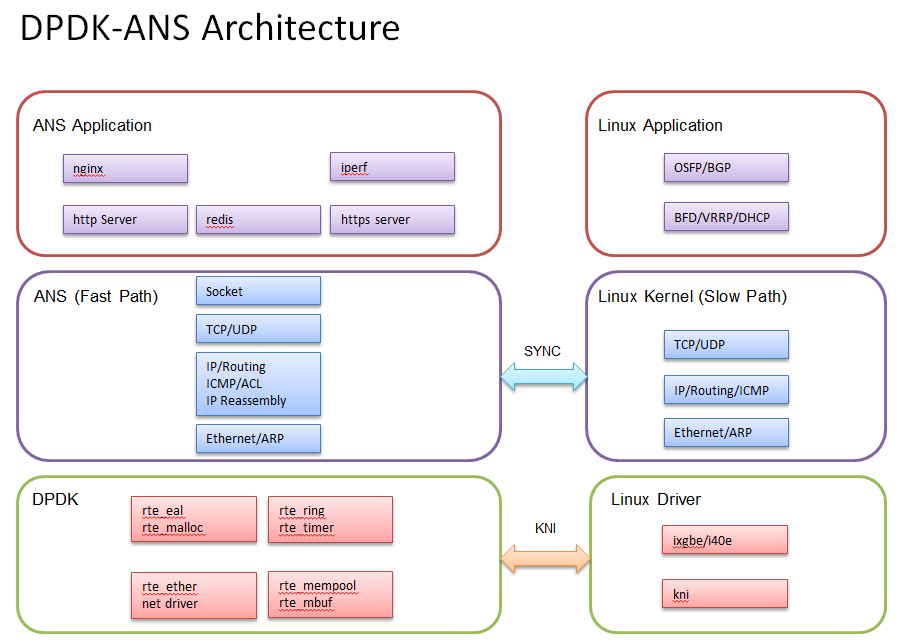 DPDK-ANS Architecture
ANS Application
nginx
iperf
http Server
redis
https server
Linux Application
OSFP/BGP
BFD/VRRP/DHCP
ANS (Fast Path)
Socket
TCP/UDP
IP/Routing
ICMP/ACL
IP Reassembly
Ethernet/ARP
SYNC
Linux Kernel (Slow Path)
TCP/UDP
IP/Routing/ICMP
Ethernet/ARP
DPDK
rte_eal
rte_malloc
rte_ring
rte_timer
rte_ether
net driver
rte_mempool
rte_mbuf
KNI
Linux Driver
ixgbe/i40e
kni